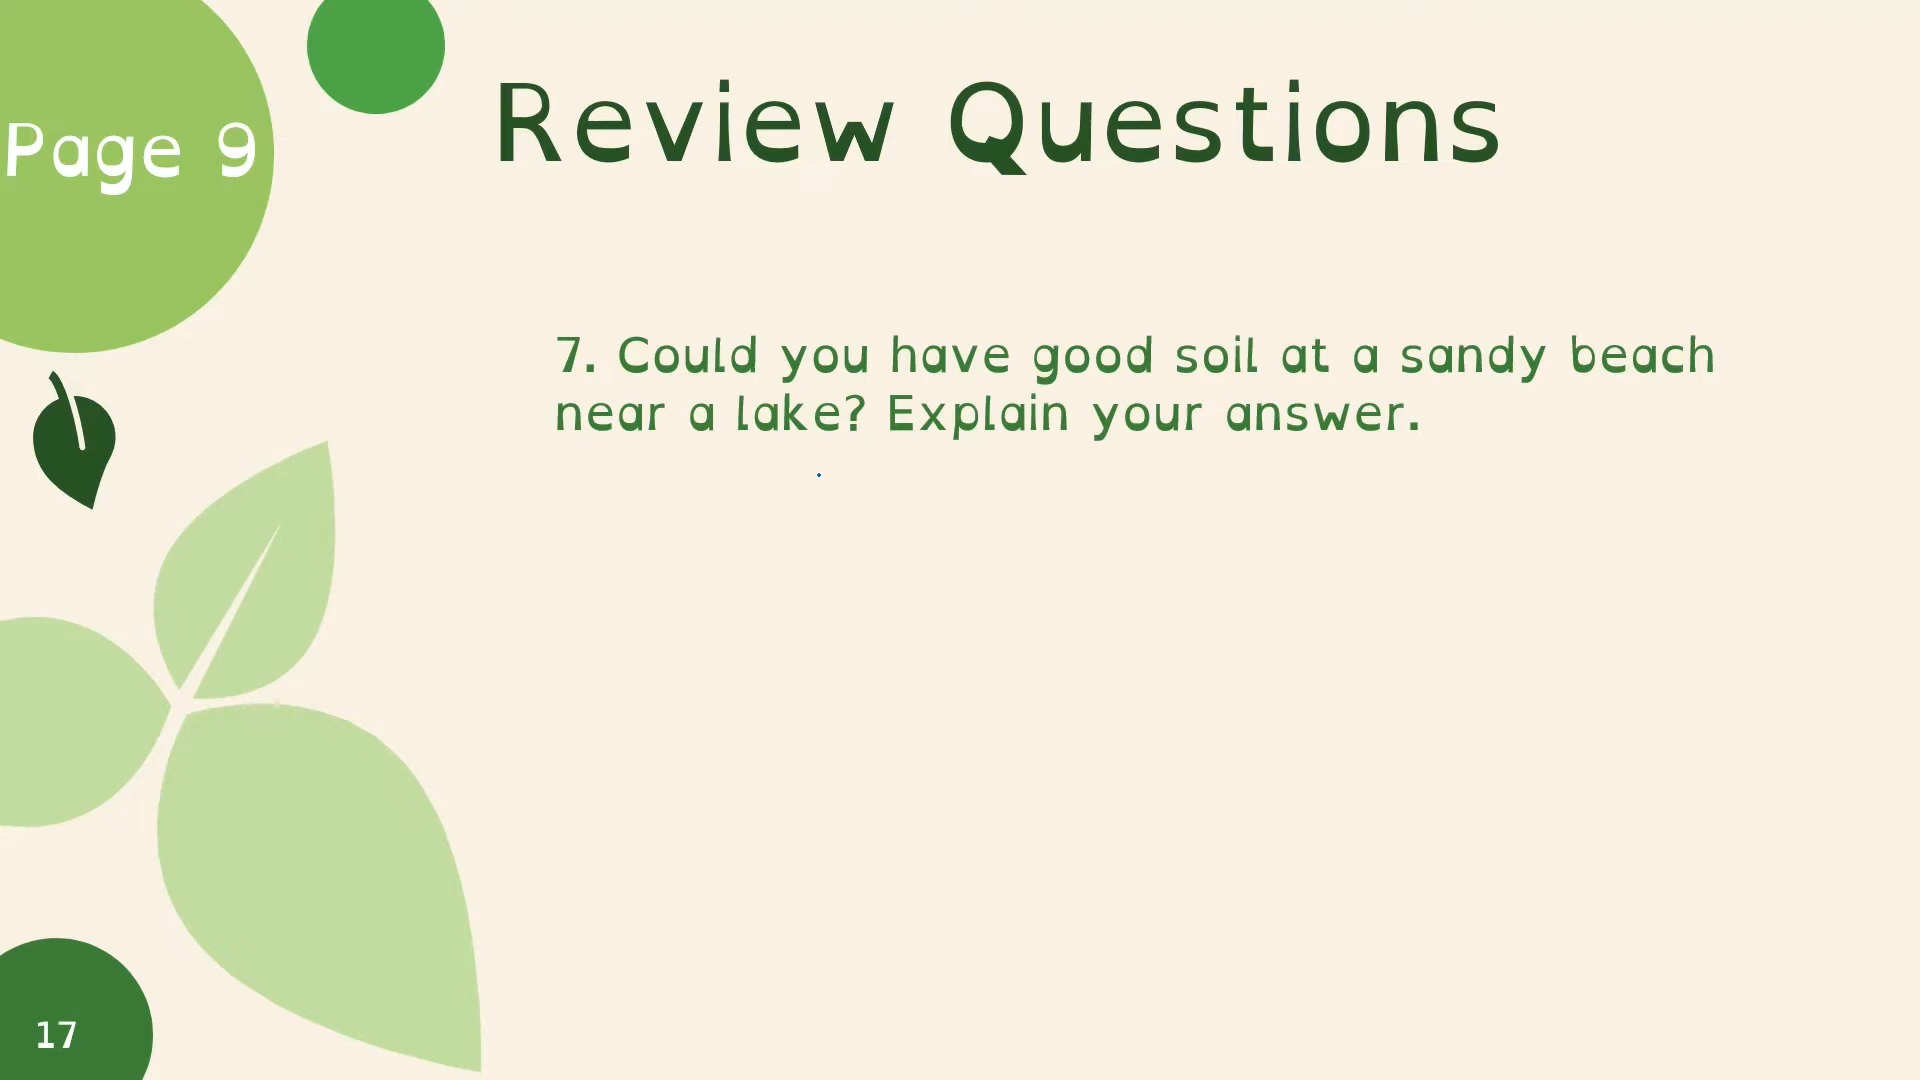 Page 9
Review Questions
7. Could you have good soil at a sandy beach
near a lake? Explain your answer.
17